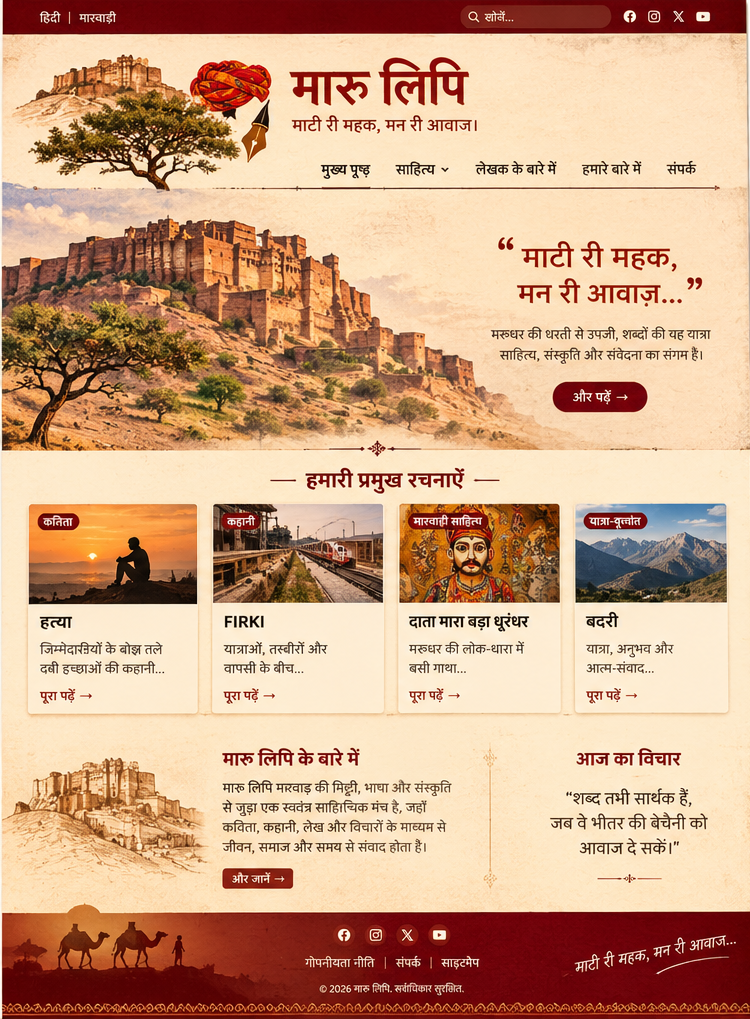 हिदी | मारवाड़ी
खोजें...
मारु लिपि
माटी री महक, मन री आवाज।
मुख्य पृष्ठ साहित्य लेखक के बारे में हमारे बारे में संपर्क
“माटी री महक,
मन री आवाज़...”
मरुधर की धरती से उपजी, शब्दों की यह यात्रा
साहित्य, संस्कृति और संवेदना का संगम हैं।
और पढ़ें →
हमारी प्रमुख रचनाऐं
कविता
हत्या
जिम्मेदारियों के बोझ तले
दबी इच्छाओं की कहानी...
पूरा पढ़ें →
कहानी
FIRKI
यात्राओं, तस्बीरों और
वापसी के बीच...
पूरा पढ़ें →
मारवाड़ी साहित्य
दाता मारा बड़ा धूरंधर
मरुधर की लोक-धारा में
बसी गाथा...
पूरा पढ़ें →
बदरी
यात्रा, अनुभव और
आत्म-संवाद...
पूरा पढ़ें →
मारु लिपि के बारे में
मारु लिपि मारवाड़ की मिट्टी, भाषा और संस्कृति
से जुड़ा एक स्वतंत्र मंच है, जहाँ
कविता, कहानी, लेख और विचारों के माध्यम से
जीवन, समाज और समय से संवाद होता हैं।
और जानें →
आज का विचार
“शब्द तभी सार्थक हैं,
जब वे भीतर की बेचैनी को
आवाज दे सकें।”
गोपनीयता नीति | संपर्क | साइटमैप
© 2026 मारु लिपि. सर्वाधिकार सुरक्षित.
माटी री महक, मन री आवाज...